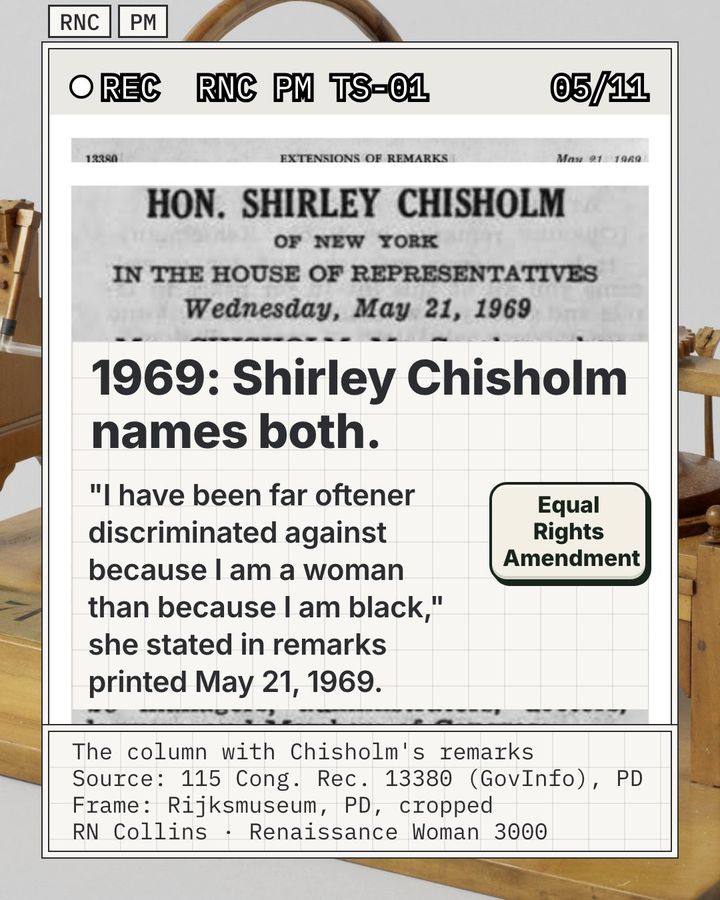 RNC PM
REC RNC PM TS-01 05/11
13380 EXTENSIONS OF REMARKS May 21, 1969
HON. SHIRLEY CHISHOLM
OF NEW YORK
IN THE HOUSE OF REPRESENTATIVES
Wednesday, May 21, 1969
1969: Shirley Chisholm
names both.
"I have been far oftener
discriminated against
because I am a woman
than because I am black,"
she stated in remarks
printed May 21, 1969.
Equal
Rights
Amendment
The column with Chisholm's remarks
Source: 115 Cong. Rec. 13380 (GovInfo), PD
Frame: Rijksmuseum, PD, cropped
RN Collins · Renaissance Woman 3000